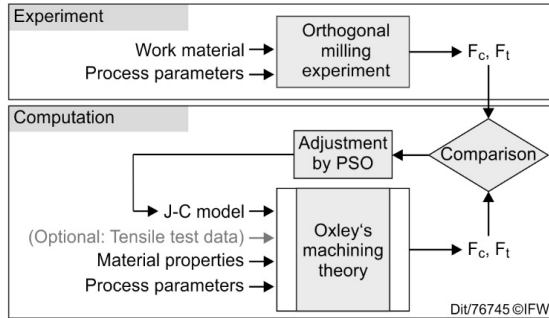 Experiment
Work material
Process parameters
Orthogonal
milling
experiment
Fc, Ft
Computation
Adjustment
by PSO
Comparison
J-C model
(Optional: Tensile test data)
Material properties
Process parameters
Oxley's
machining
theory
Fc, Ft
Dit/76745 ©IFW